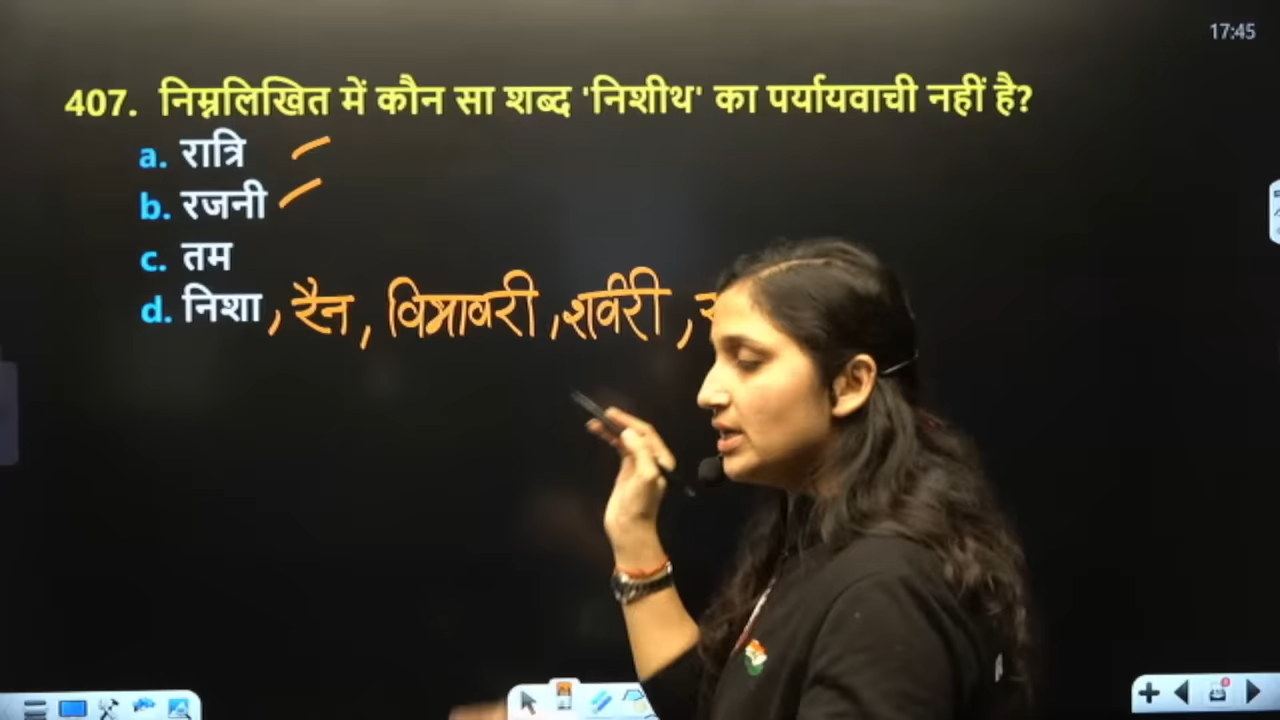 17:45
407. निम्नलिखित में कौन सा शब्द 'निशीथ' का पर्यायवाची नहीं है?
a. रात्रि
b. रजनी
c. तम
d. निशा, रैन, विभावरी, शर्वरी,